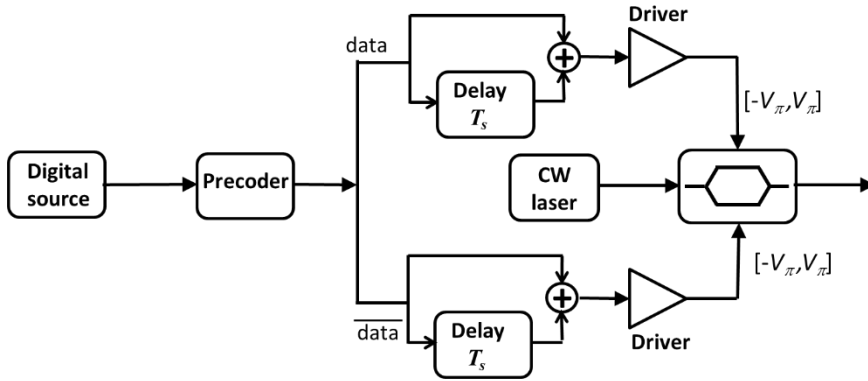 Driver
data
Delay
T_s
[-V_π,V_π]
Digital
source
Precoder
CW
laser
+
+
[-V_π,V_π]
data̅
Delay
T_s
Driver